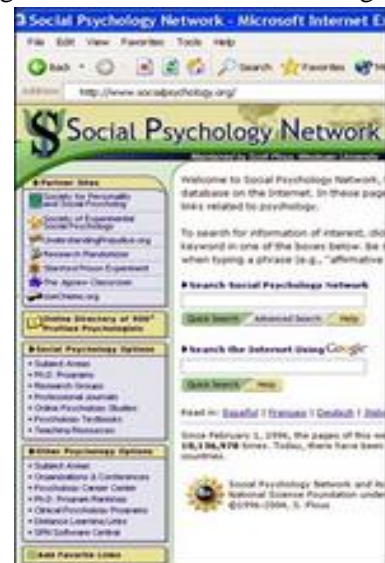 Social Psychology Network - Microsoft Internet Ex
File Edit View Favorites Tools Help
Back Search Favorites
Address http://www.socialpsychology.org/
Social Psychology Network
Maintained by Scott Plous, Wesleyan University
Partner Sites
Society for Personality
and Social Psychology
Society of Experimental
Social Psychology
UnderstandingPrejudice.org
Research Randomizer
Stanford Prison Experiment
The Jigsaw Classroom
Online Directory of 
Profiled Psychologists
Social Psychology Options
• Subject Areas
• Ph.D. Programs
• Research Groups
• Professional Journals
• Online Psychology Studies
• Psychology Textbooks
• Teaching Resources
Other Psychology Options
• Subject Areas
• Organizations & Conferences
• Psychology Career Center
• Ph.D. Program Rankings
• Clinical Psychology Programs
• Distance Learning Links
• SPN Software Central
Add Favorite Links
Welcome to Social Psychology Network,
database on the Internet. In these page
links related to psychology.
To search for information of interest, clic
keyword in one of the boxes below. Be
when typing a phrase (e.g., "affirmative
Search Social Psychology Network
Quick Search Advanced Search Help
Search the Internet Using Google
Quick Search Help
Read in: Español | Français | Deutsch | Itali
Since February 1, 1996, the pages of this we
times. Today, there have been
countries.
Social Psychology Network and its
National Science Foundation under
©1996-2004, S. Plous